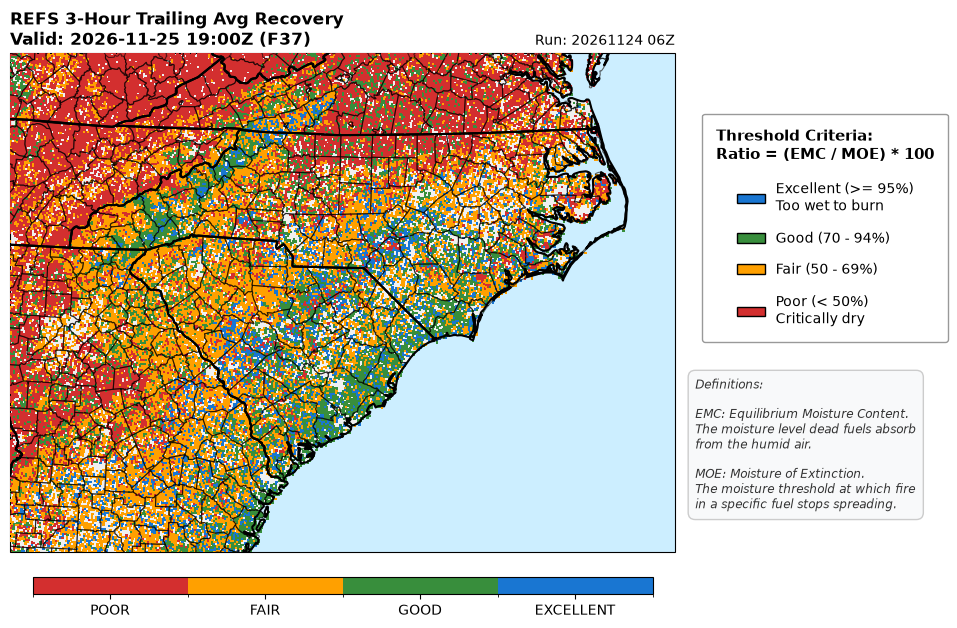 REFS 3-Hour Trailing Avg Recovery
Valid: 2026-11-25 19:00Z (F37)
Run: 20261124 06Z
Threshold Criteria:
Ratio = (EMC / MOE) * 100
Excellent (>= 95%)
Too wet to burn
Good (70 - 94%)
Fair (50 - 69%)
Poor (< 50%)
Critically dry
Definitions:
EMC: Equilibrium Moisture Content.
The moisture level dead fuels absorb
from the humid air.
MOE: Moisture of Extinction.
The moisture threshold at which fire
in a specific fuel stops spreading.
POOR
FAIR
GOOD
EXCELLENT